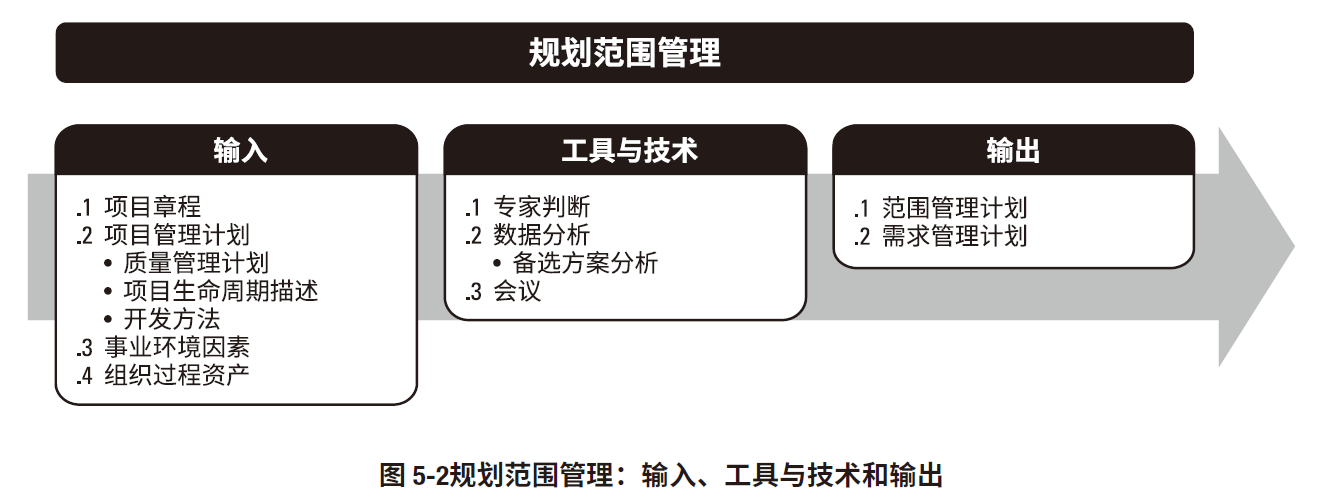 规划范围管理
输入
.1 项目章程
.2 项目管理计划
• 质量管理计划
• 项目生命周期描述
• 开发方法
.3 事业环境因素
.4 组织过程资产
工具与技术
.1 专家判断
.2 数据分析
• 备选方案分析
.3 会议
输出
.1 范围管理计划
.2 需求管理计划
图 5-2规划范围管理：输入、工具与技术和输出